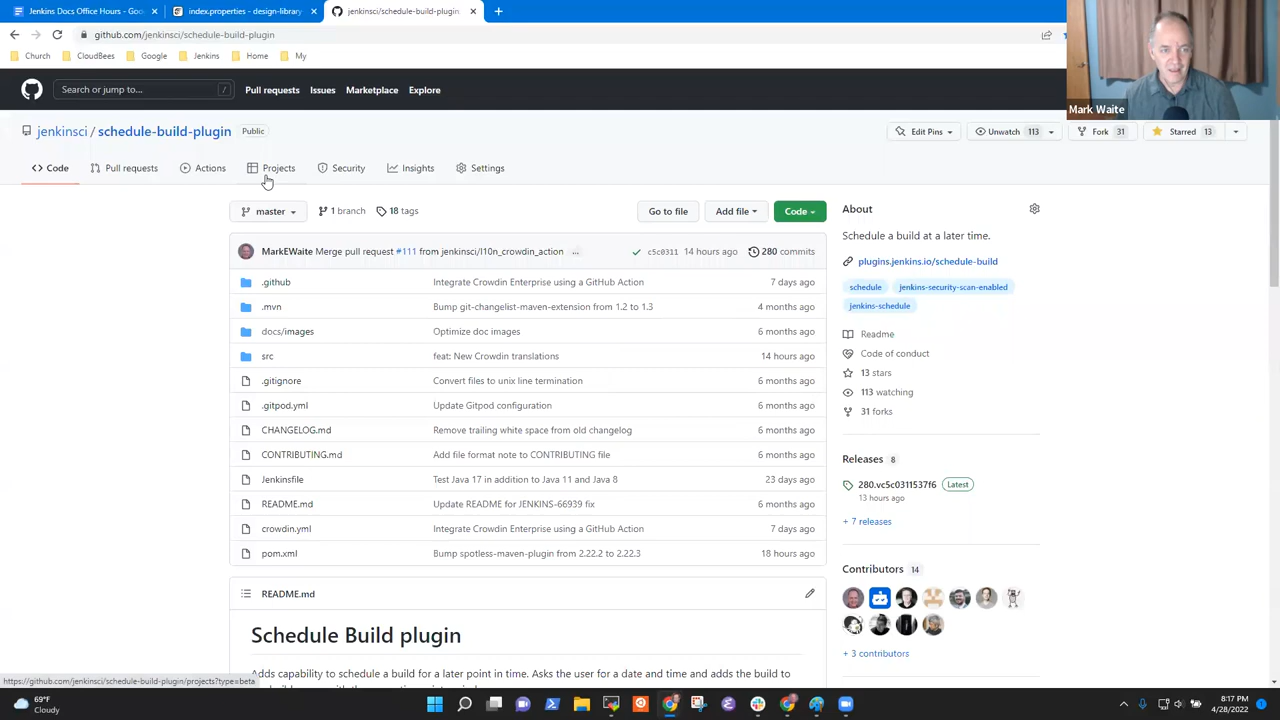 Jenkins Docs Office Hours - Goo
index.properties - design-library
jenkinsci/schedule-build-plugin
github.com/jenkinsci/schedule-build-plugin
Church
CloudBees
Google
Jenkins
Home
My
Mark Waite
Search or jump to...
/
Pull requests
Issues
Marketplace
Explore
jenkinsci / schedule-build-plugin
Public
Edit Pins
Unwatch 113
Fork 31
Starred 13
<> Code
Pull requests
Actions
Projects
Security
Insights
Settings
master
1 branch
18 tags
Go to file
Add file
Code
MarkEWaite Merge pull request #111 from jenkinsci/l10n_crowdin_action ...
c5c0311 14 hours ago
280 commits
.github Integrate Crowdin Enterprise using a GitHub Action 7 days ago
.mvn Bump git-changelist-maven-extension from 1.2 to 1.3 4 months ago
docs/images Optimize doc images 6 months ago
src feat: New Crowdin translations 14 hours ago
.gitignore Convert files to unix line termination 6 months ago
.gitpod.yml Update Gitpod configuration 6 months ago
CHANGELOG.md Remove trailing white space from old changelog 6 months ago
CONTRIBUTING.md Add file format note to CONTRIBUTING file 6 months ago
Jenkinsfile Test Java 17 in addition to Java 11 and Java 8 23 days ago
README.md Update README for JENKINS-66939 fix 6 months ago
crowdin.yml Integrate Crowdin Enterprise using a GitHub Action 7 days ago
pom.xml Bump spotless-maven-plugin from 2.22.2 to 2.22.3 18 hours ago
README.md
Schedule Build plugin
Adds capability to schedule a build for a later point in time. Asks the user for a date and time and adds the build to
About
Schedule a build at a later time.
plugins.jenkins.io/schedule-build
schedule
jenkins-security-scan-enabled
jenkins-schedule
Readme
Code of conduct
13 stars
113 watching
31 forks
Releases 8
280.vc5c0311537f6 Latest
13 hours ago
+ 7 releases
Contributors 14
+ 3 contributors
https://github.com/jenkinsci/schedule-build-plugin/projects?type=beta
69°F
Cloudy
8:17 PM
4/28/2022